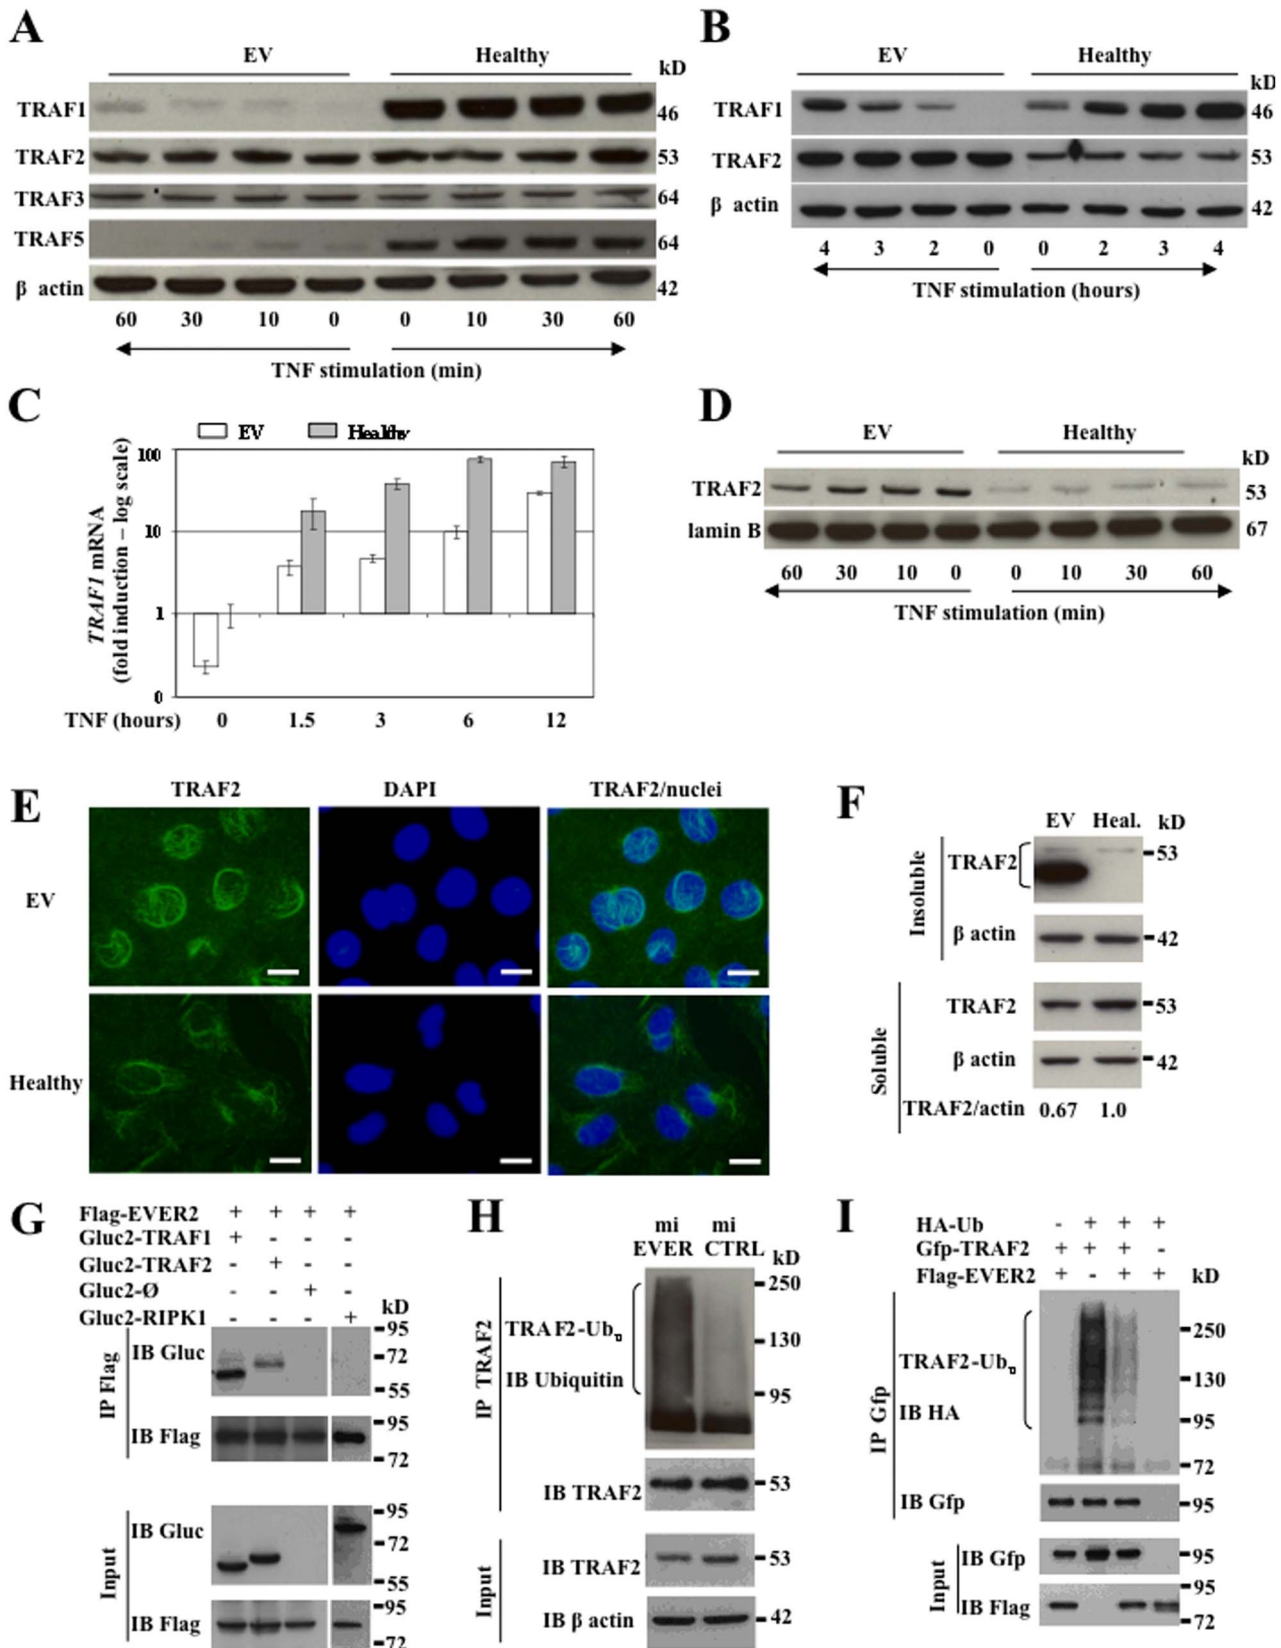 A
EV Healthy
kD
TRAF1 46
TRAF2 53
TRAF3 64
TRAF5 64
β actin 42
60 30 10 0 0 10 30 60
TNF stimulation (min)
B
EV Healthy
kD
TRAF1 46
TRAF2 53
β actin 42
4 3 2 0 0 2 3 4
TNF stimulation (hours)
C
EV Healthy
TRAF1 mRNA
(fold induction – log scale)
100
10
1
0
TNF (hours) 0 1.5 3 6 12
D
EV Healthy
kD
TRAF2 53
lamin B 67
60 30 10 0 0 10 30 60
TNF stimulation (min)
E
TRAF2 DAPI TRAF2/nuclei
EV
Healthy
F
EV Heal. kD
Insoluble
TRAF2 53
β actin 42
Soluble
TRAF2 53
β actin 42
TRAF2/actin 0.67 1.0
G
Flag-EVER2 + + + +
Gluc2-TRAF1 + - - -
Gluc2-TRAF2 - + - -
Gluc2-Ø - - + -
Gluc2-RIPK1 - - - +
kD
IP Flag
IB Gluc
95
72
55
IB Flag
95
72
Input
IB Gluc
95
72
55
IB Flag
95
72
H
mi mi
EVER CTRL kD
IP TRAF2
TRAF2-Ub
IB Ubiquitin
250
130
95
IB TRAF2 53
Input
IB TRAF2 53
IB β actin 42
I
HA-Ub - + + +
Gfp-TRAF2 + + + -
Flag-EVER2 + - + + kD
IP Gfp
TRAF2-Ub
IB HA
250
130
95
72
IB Gfp 95
Input
IB Gfp 95
IB Flag
95
72